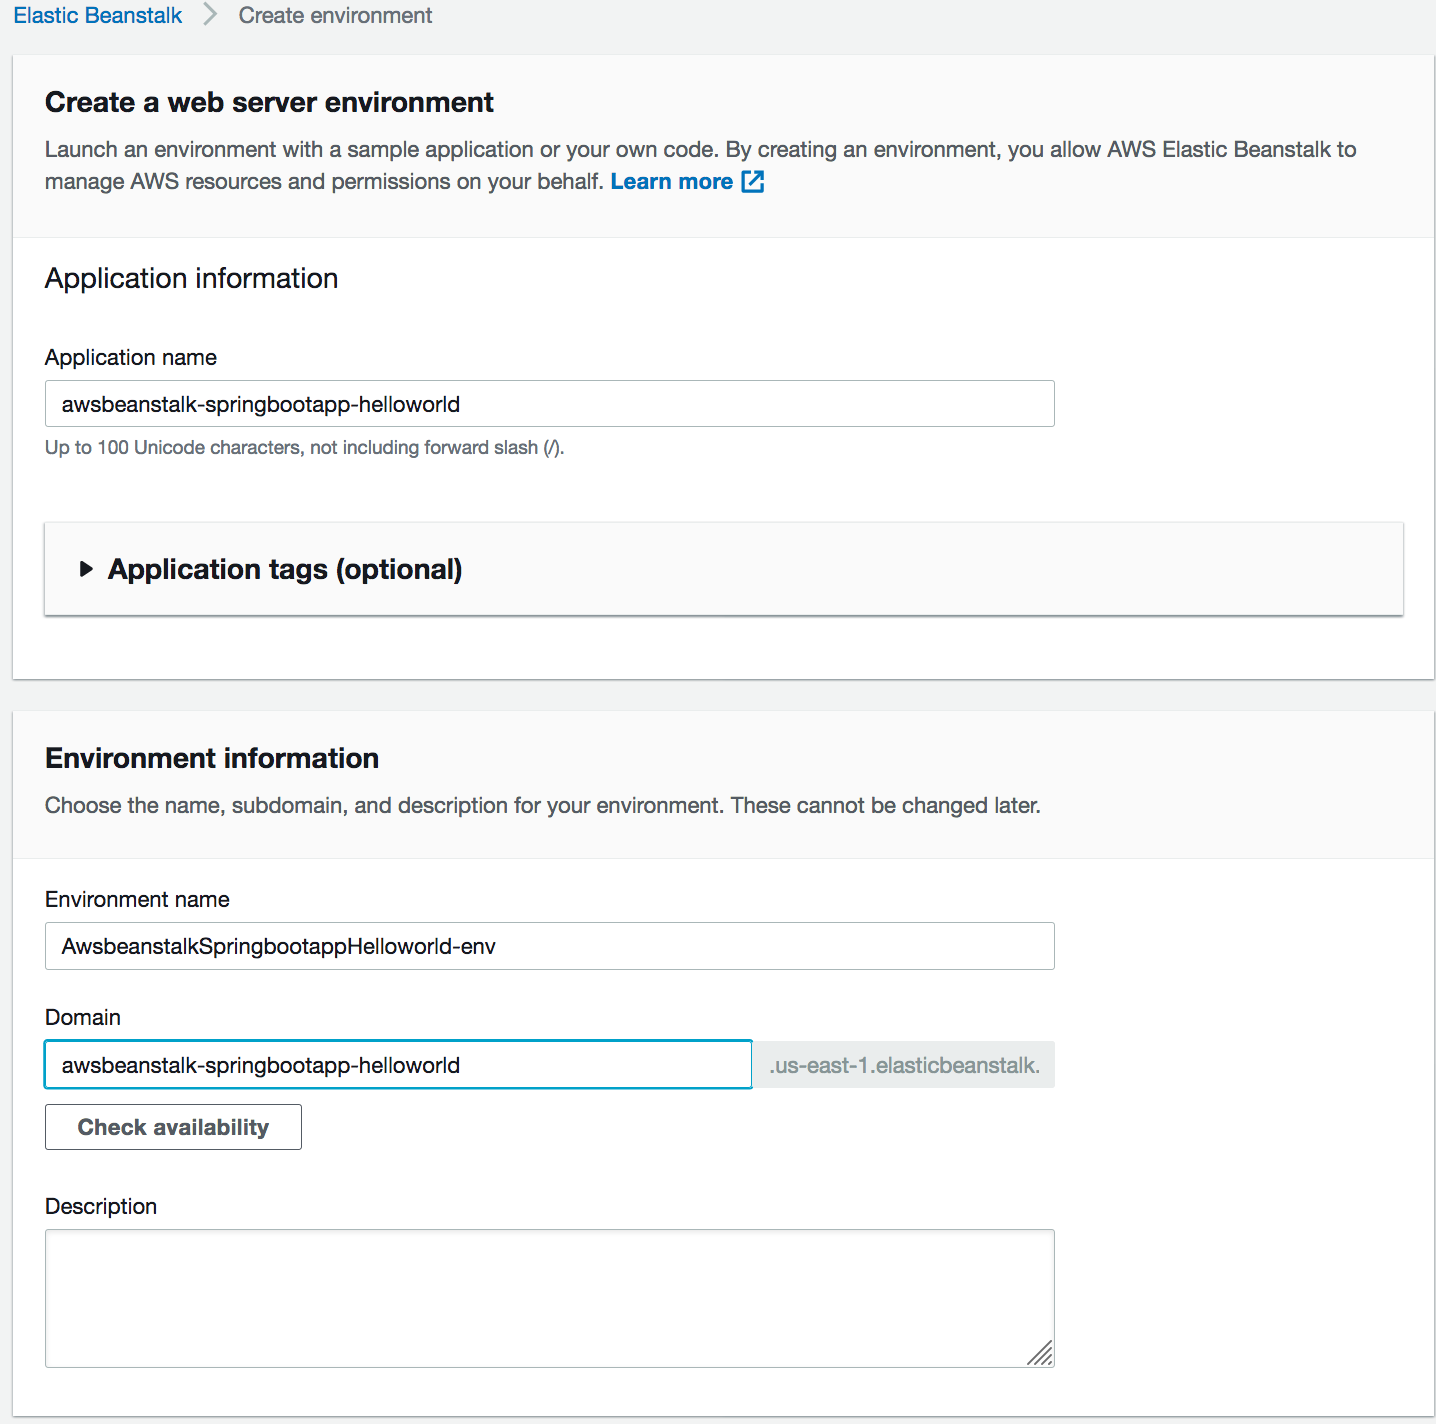 Elastic Beanstalk > Create environment
Create a web server environment
Launch an environment with a sample application or your own code. By creating an environment, you allow AWS Elastic Beanstalk to
manage AWS resources and permissions on your behalf. Learn more
Application information
Application name
awsbeanstalk-springbootapp-helloworld
Up to 100 Unicode characters, not including forward slash (/).
Application tags (optional)
Environment information
Choose the name, subdomain, and description for your environment. These cannot be changed later.
Environment name
AwsbeanstalkSpringbootappHelloworld-env
Domain
awsbeanstalk-springbootapp-helloworld .us-east-1.elasticbeanstalk.
Check availability
Description